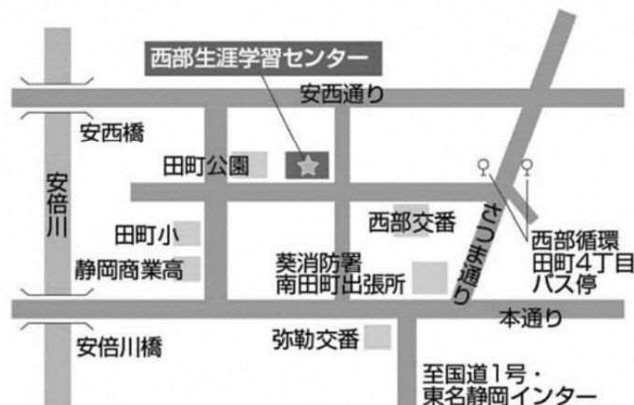 西部生涯学習センター
安西通り
安西橋
田町公園
安倍川
西部交番
さつま通り
田町小
西部循環
田町4丁目
バス停
静岡商業高
葵消防署
南田町出張所
本通り
安倍川橋
弥勒交番
至国道1号・
東名静岡インター